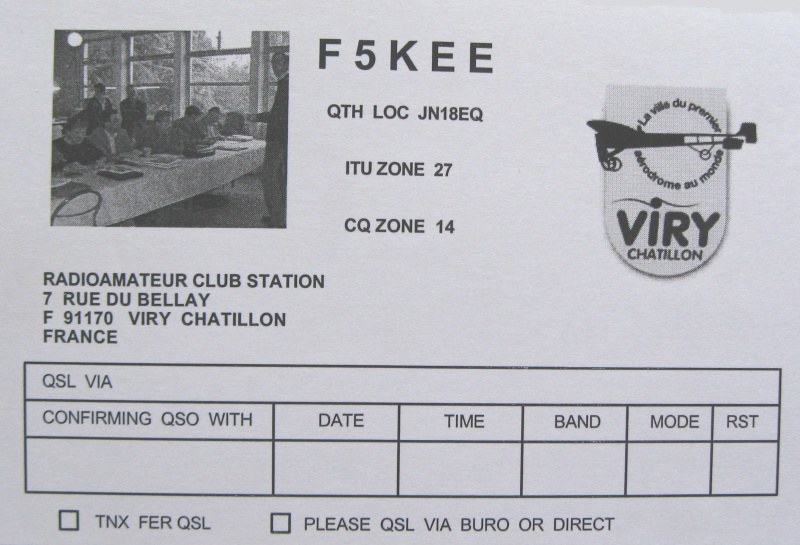 F5KEE
QTH LOC JN18EQ
ITU ZONE 27
CQ ZONE 14
La ville du premier
aérodrome au monde
VIRY
CHATILLON
RADIOAMATEUR CLUB STATION
7 RUE DU BELLAY
F 91170 VIRY CHATILLON
FRANCE
QSL VIA
CONFIRMING QSO WITH DATE TIME BAND MODE RST
TNX FER QSL PLEASE QSL VIA BURO OR DIRECT